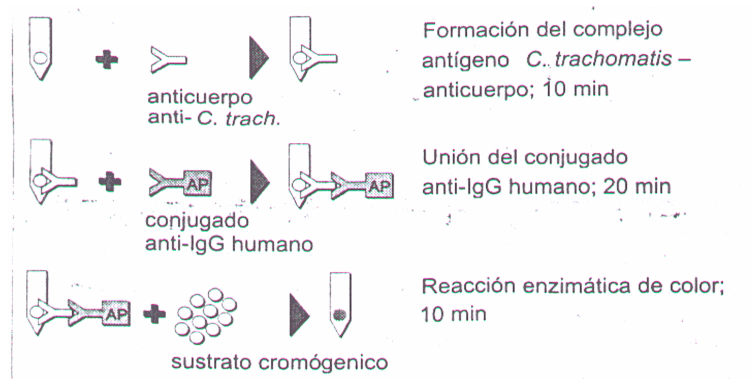 Formación del complejo
antígeno C. trachomatis –
anticuerpo; 10 min
anticuerpo
anti- C. trach.
Unión del conjugado
anti-IgG humano; 20 min
AP
AP
conjugado
anti-IgG humano
Reacción enzimática de color;
10 min
AP
sustrato cromógenico